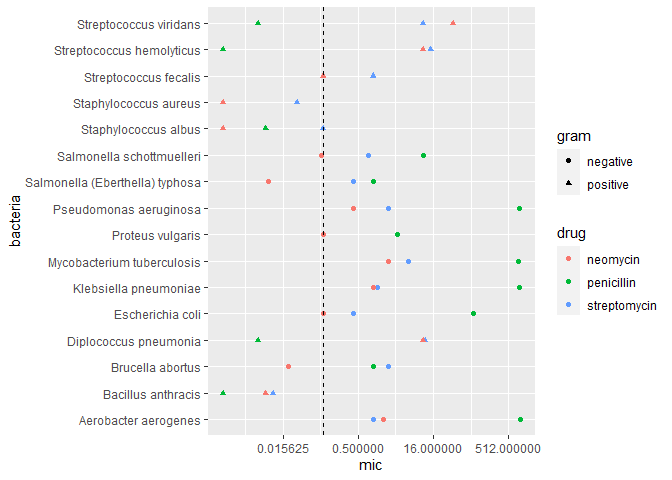 Streptococcus viridans
Streptococcus hemolyticus
Streptococcus fecalis
Staphylococcus aureus
Staphylococcus albus
Salmonella schottmuelleri
Salmonella (Eberthella) typhosa
Pseudomonas aeruginosa
Proteus vulgaris
Mycobacterium tuberculosis
Klebsiella pneumoniae
Escherichia coli
Diplococcus pneumonia
Brucella abortus
Bacillus anthracis
Aerobacter aerogenes
bacteria
0.015625 0.500000 16.000000 512.000000
mic
gram
negative
positive
drug
neomycin
penicillin
streptomycin